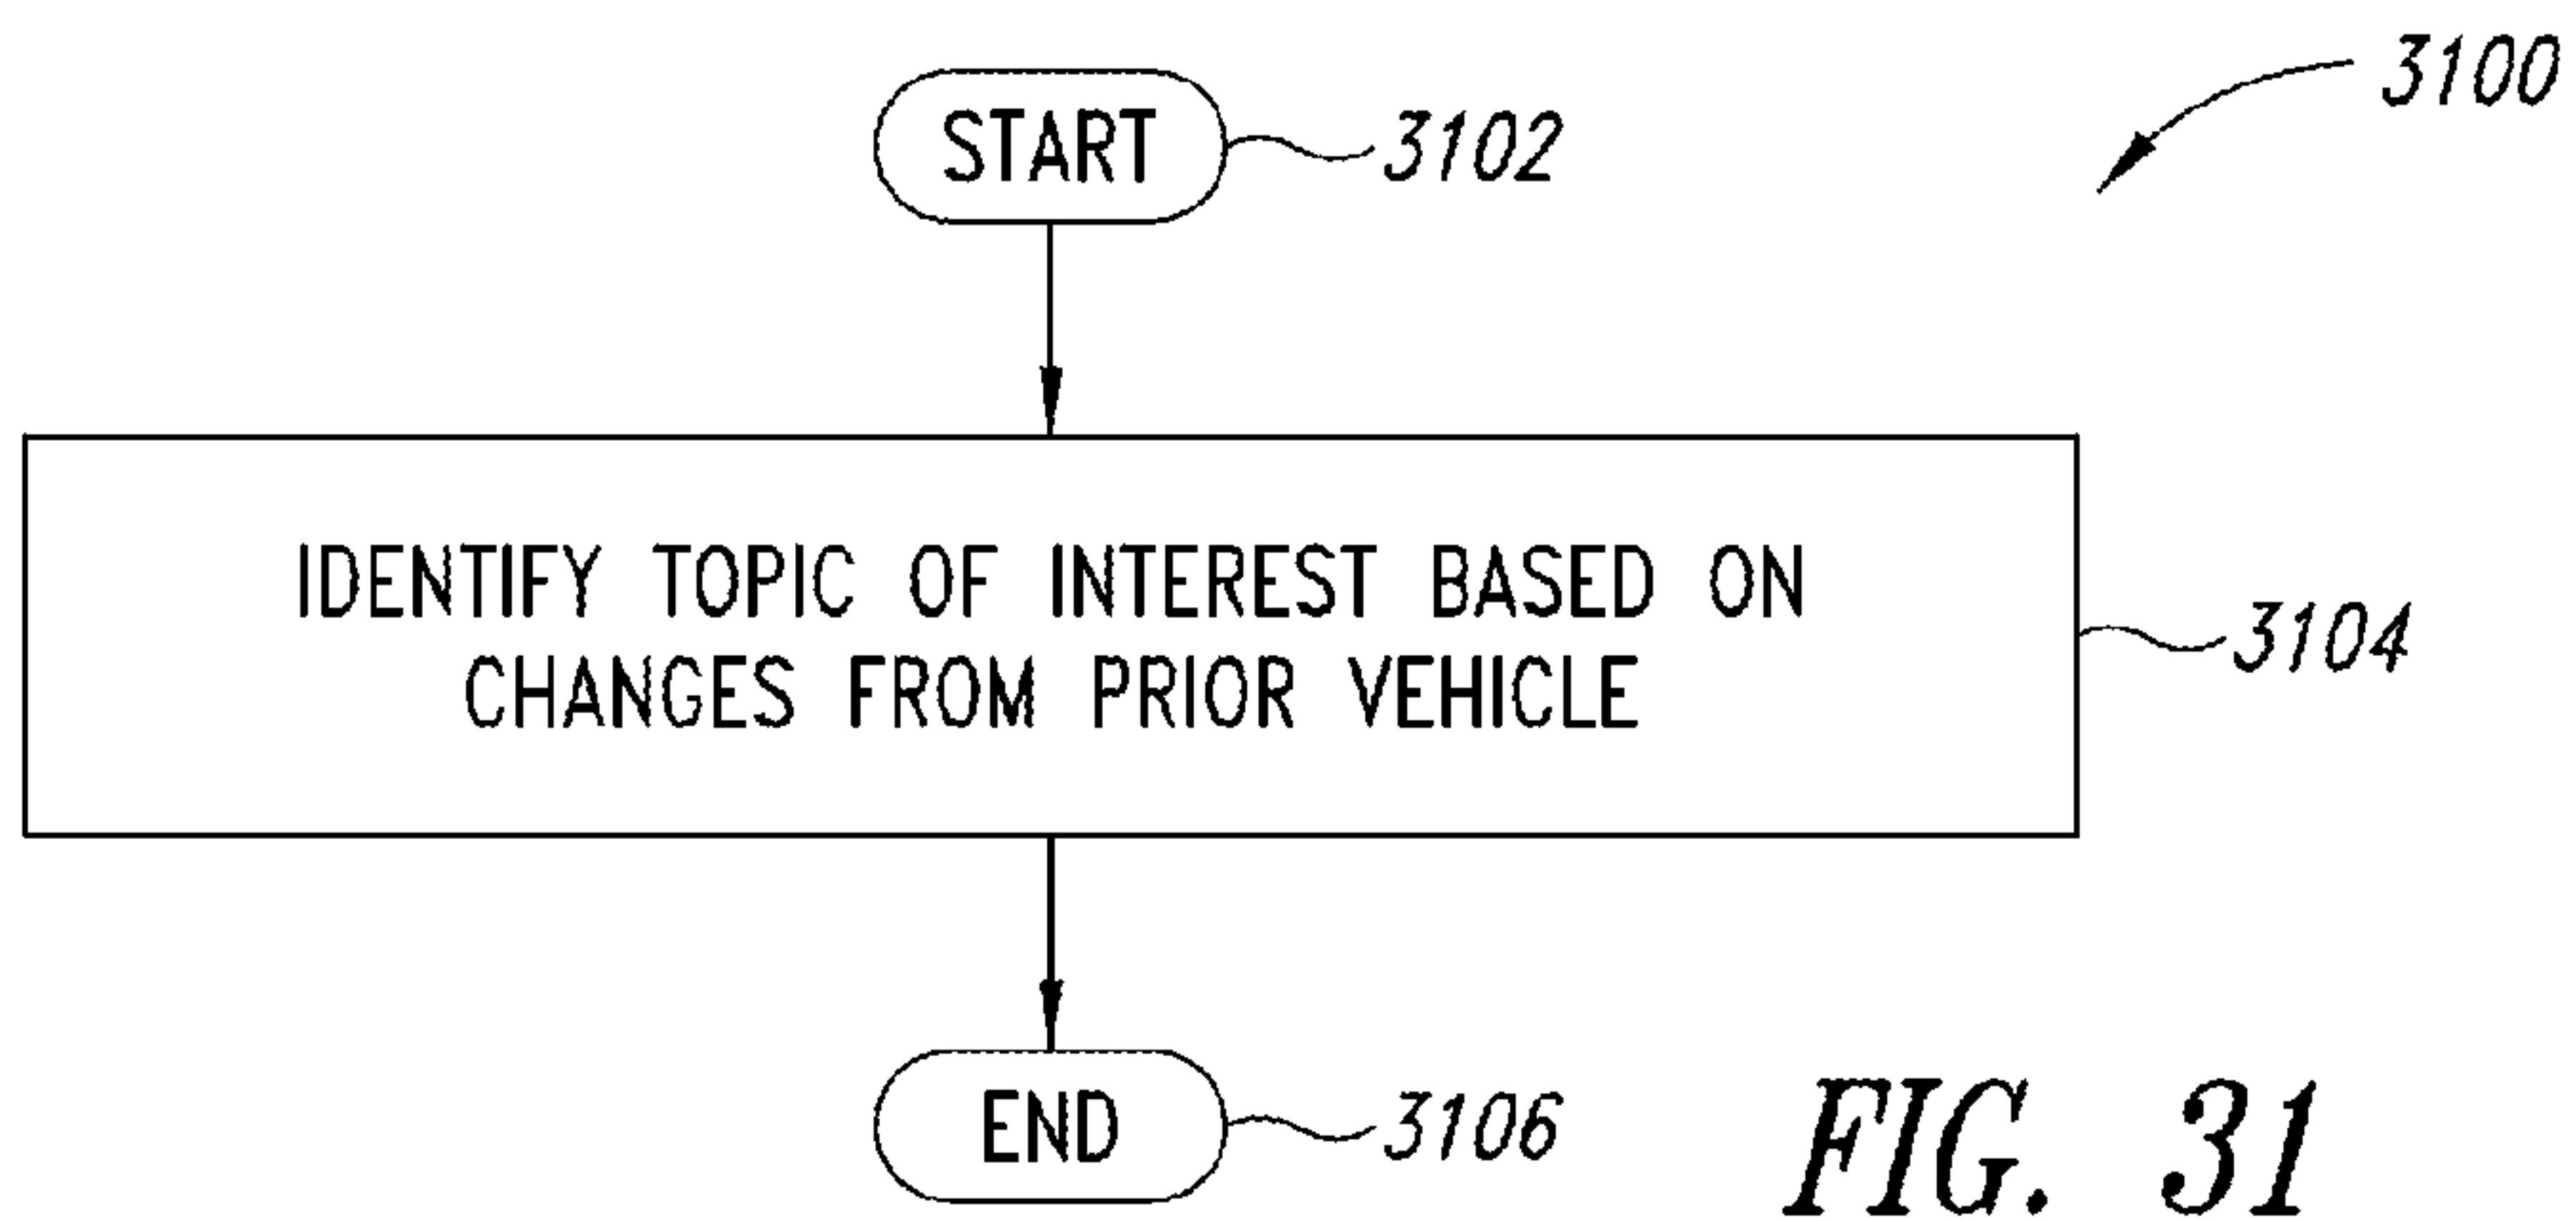 3100
START
3102
IDENTIFY TOPIC OF INTEREST BASED ON
CHANGES FROM PRIOR VEHICLE
3104
END
3106
FIG. 31